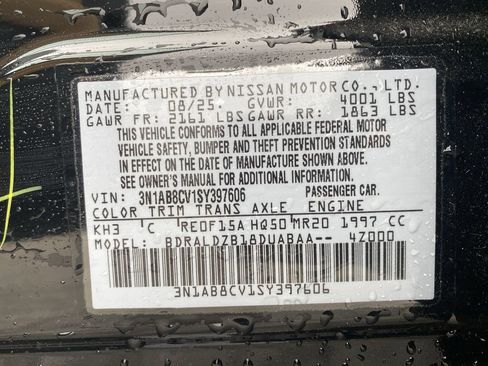 MANUFACTURED BY NISSAN MOTOR CO., LTD.
DATE: 08/25 GVWR: 4001 LBS
GAWR FR: 2161 LBS GAWR RR: 1863 LBS
THIS VEHICLE CONFORMS TO ALL APPLICABLE FEDERAL MOTOR
VEHICLE SAFETY, BUMPER AND THEFT PREVENTION STANDARDS
IN EFFECT ON THE DATE OF MANUFACTURE SHOWN ABOVE.
SEE OWNER'S MANUAL FOR ADDITIONAL INFORMATION.
VIN: 3N1AB8CV1SY397606 PASSENGER CAR.
COLOR TRIM TRANS AXLE ENGINE
KH3 C RE0F15A HQ50 MR20 1997 CC
MODEL: BDRALDZB18DUABAA-- 4Z000
3N1AB8CV1SY397606